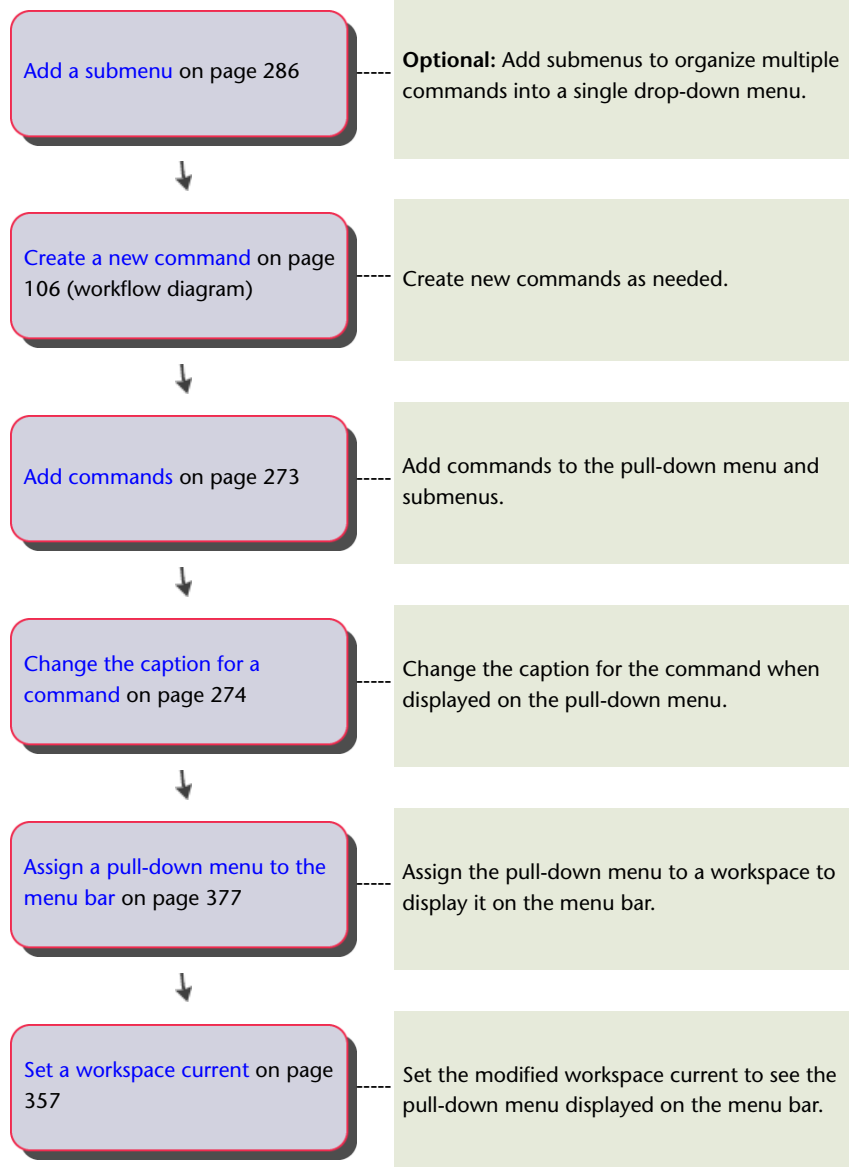 Add a submenu on page 286
Optional: Add submenus to organize multiple
commands into a single drop-down menu.
Create a new command on page
106 (workflow diagram)
Create new commands as needed.
Add commands on page 273
Add commands to the pull-down menu and
submenus.
Change the caption for a
command on page 274
Change the caption for the command when
displayed on the pull-down menu.
Assign a pull-down menu to the
menu bar on page 377
Assign the pull-down menu to a workspace to
display it on the menu bar.
Set a workspace current on page
357
Set the modified workspace current to see the
pull-down menu displayed on the menu bar.